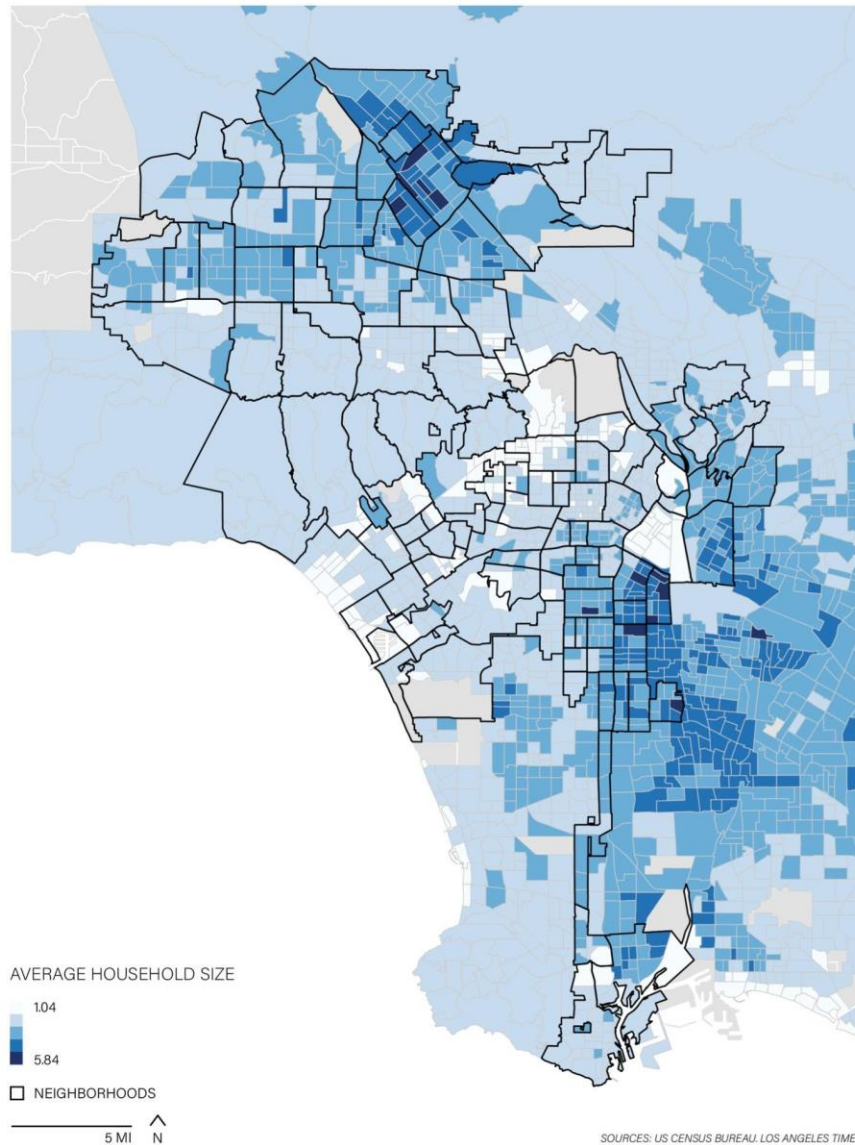 AVERAGE HOUSEHOLD SIZE
1.04
5.84
NEIGHBORHOODS
5 MI N
SOURCES: US CENSUS BUREAU. LOS ANGELES TIME